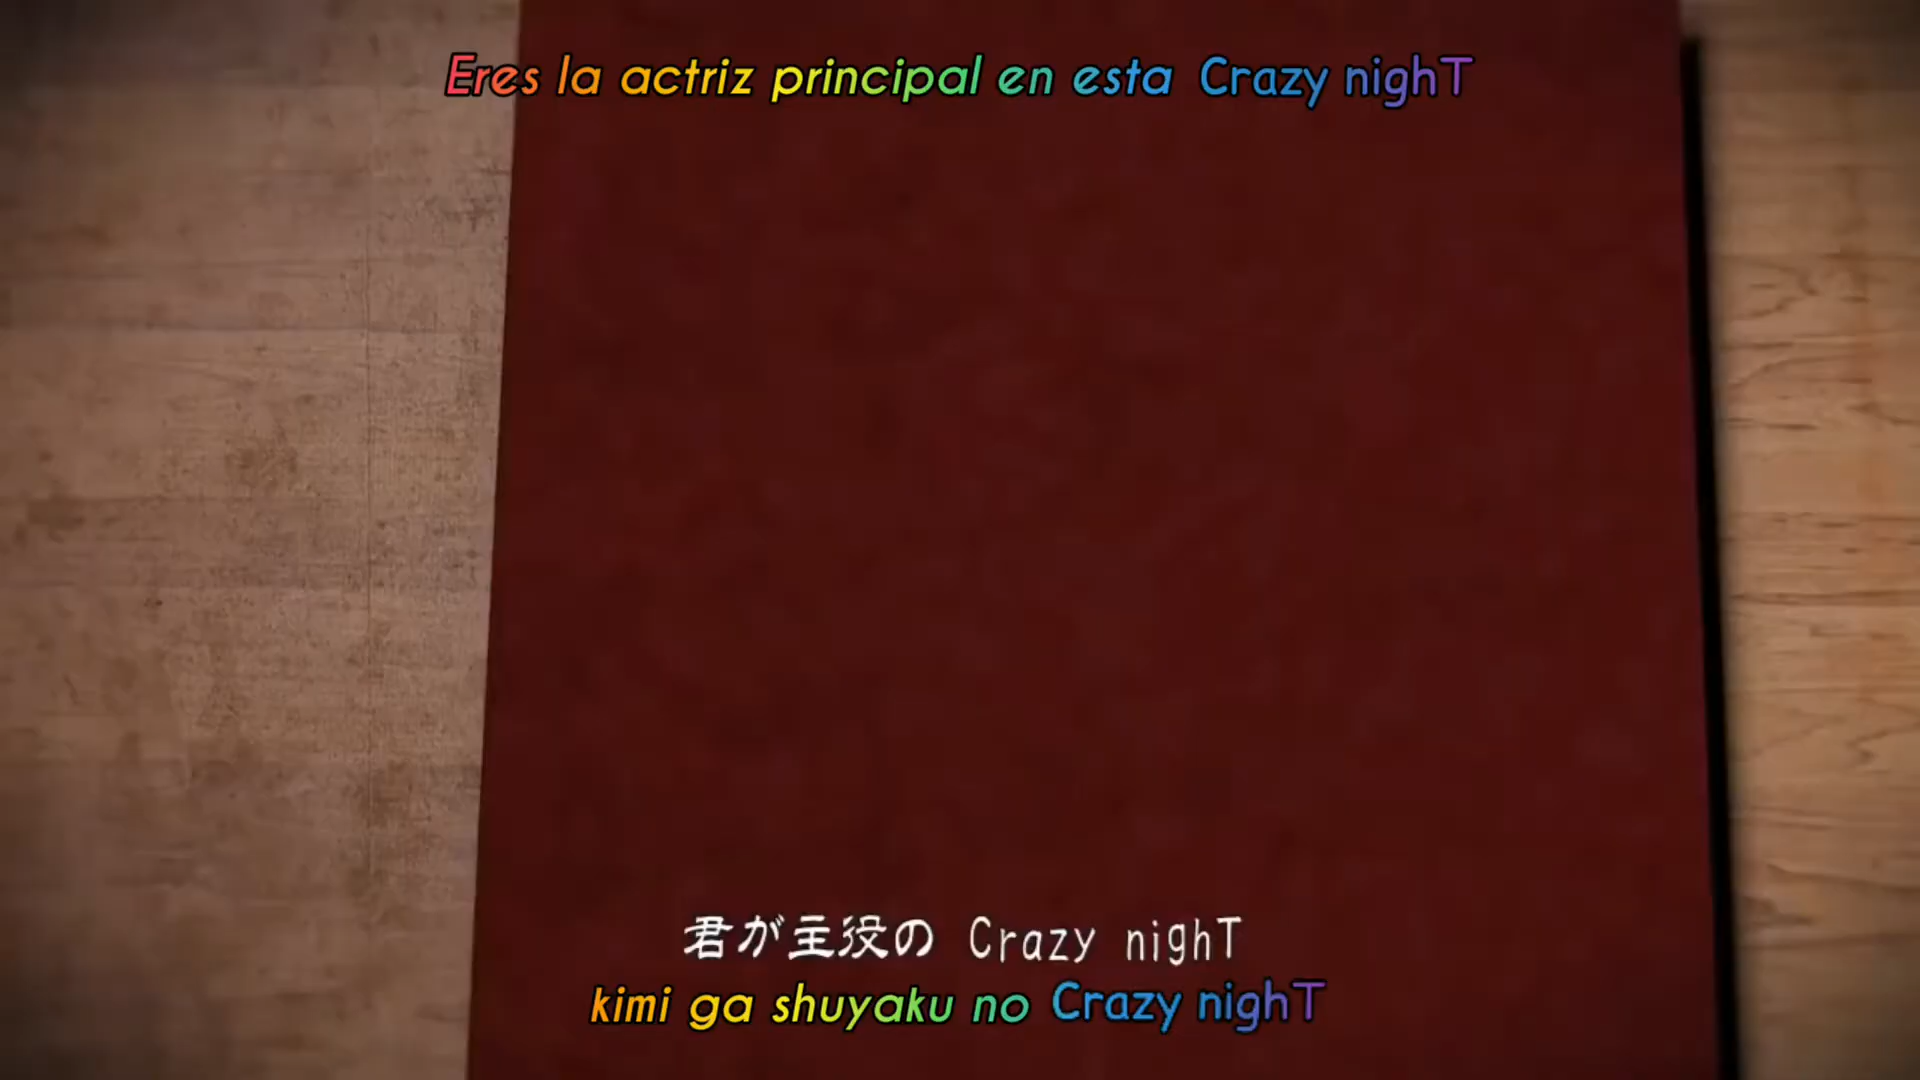 Eres la actriz principal en esta Crazy nighT
君が主役の Crazy nighT
kimi ga shuyaku no Crazy nighT